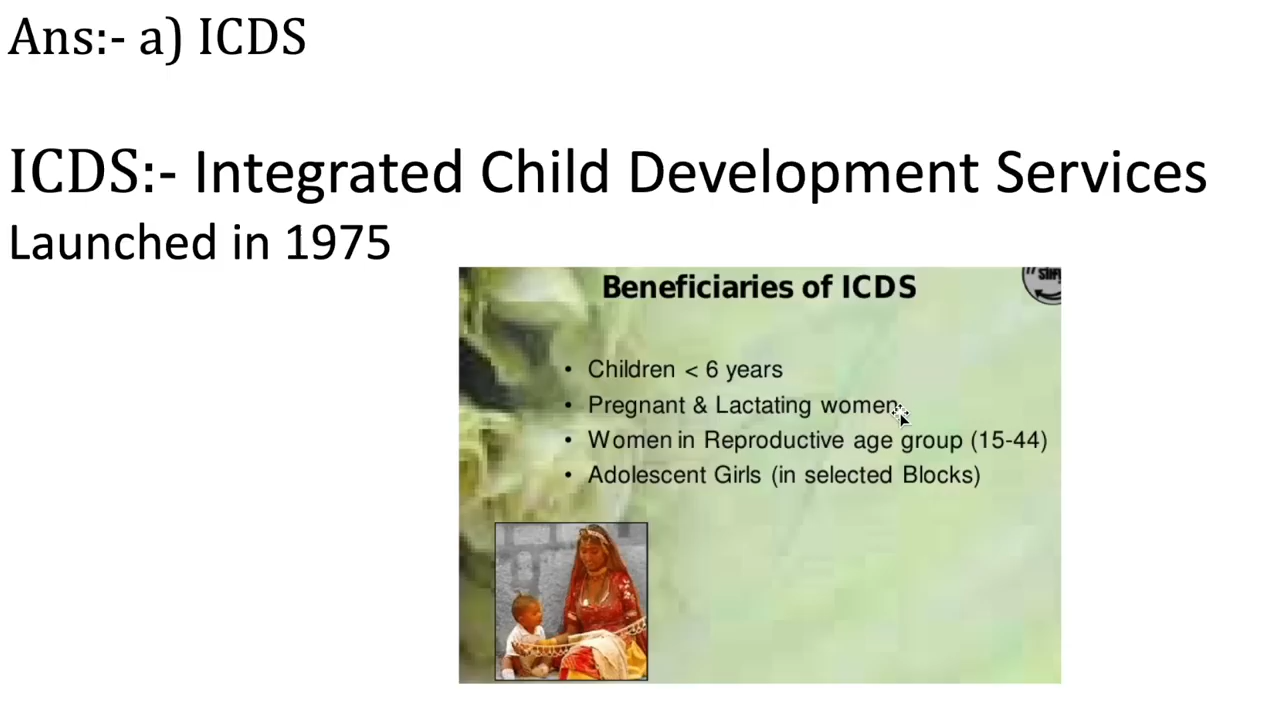 Ans:- a) ICDS
ICDS:- Integrated Child Development Services
Launched in 1975
Beneficiaries of ICDS
• Children < 6 years
• Pregnant & Lactating women
• Women in Reproductive age group (15-44)
• Adolescent Girls (in selected Blocks)